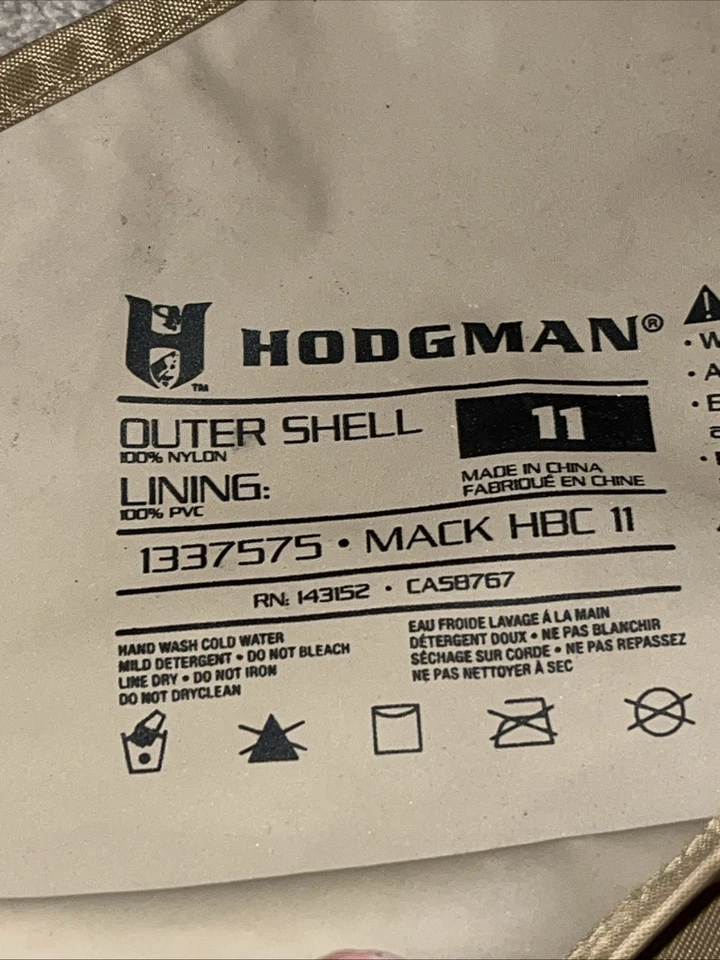 HODGMAN®
TM
OUTER SHELL
100% NYLON
11
LINING:
100% PVC
MADE IN CHINA
FABRIQUÉ EN CHINE
1337575 • MACK HBC 11
RN: 143152 • CA58767
HAND WASH COLD WATER
MILD DETERGENT • DO NOT BLEACH
LINE DRY • DO NOT IRON
DO NOT DRYCLEAN
EAU FROIDE LAVAGE Á LA MAIN
DÉTERGENT DOUX • NE PAS BLANCHIR
SÉCHAGE SUR CORDE • NE PAS REPASSEZ
NE PAS NETTOYER À SEC